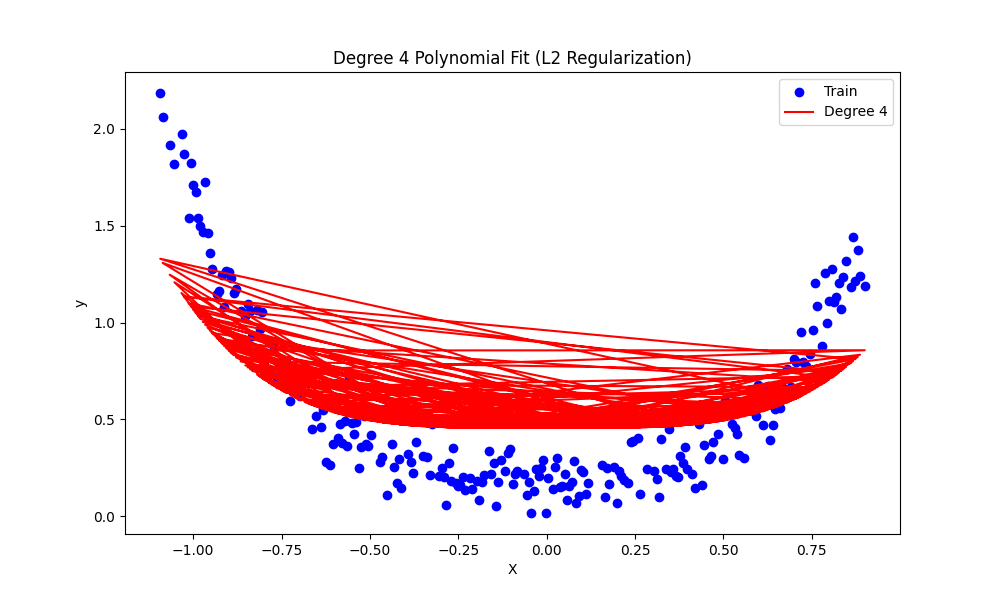 Degree 4 Polynomial Fit (L2 Regularization)
Train
Degree 4
2.0
1.5
1.0
0.5
0.0
y
−1.00 −0.75 −0.50 −0.25 0.00 0.25 0.50 0.75
X